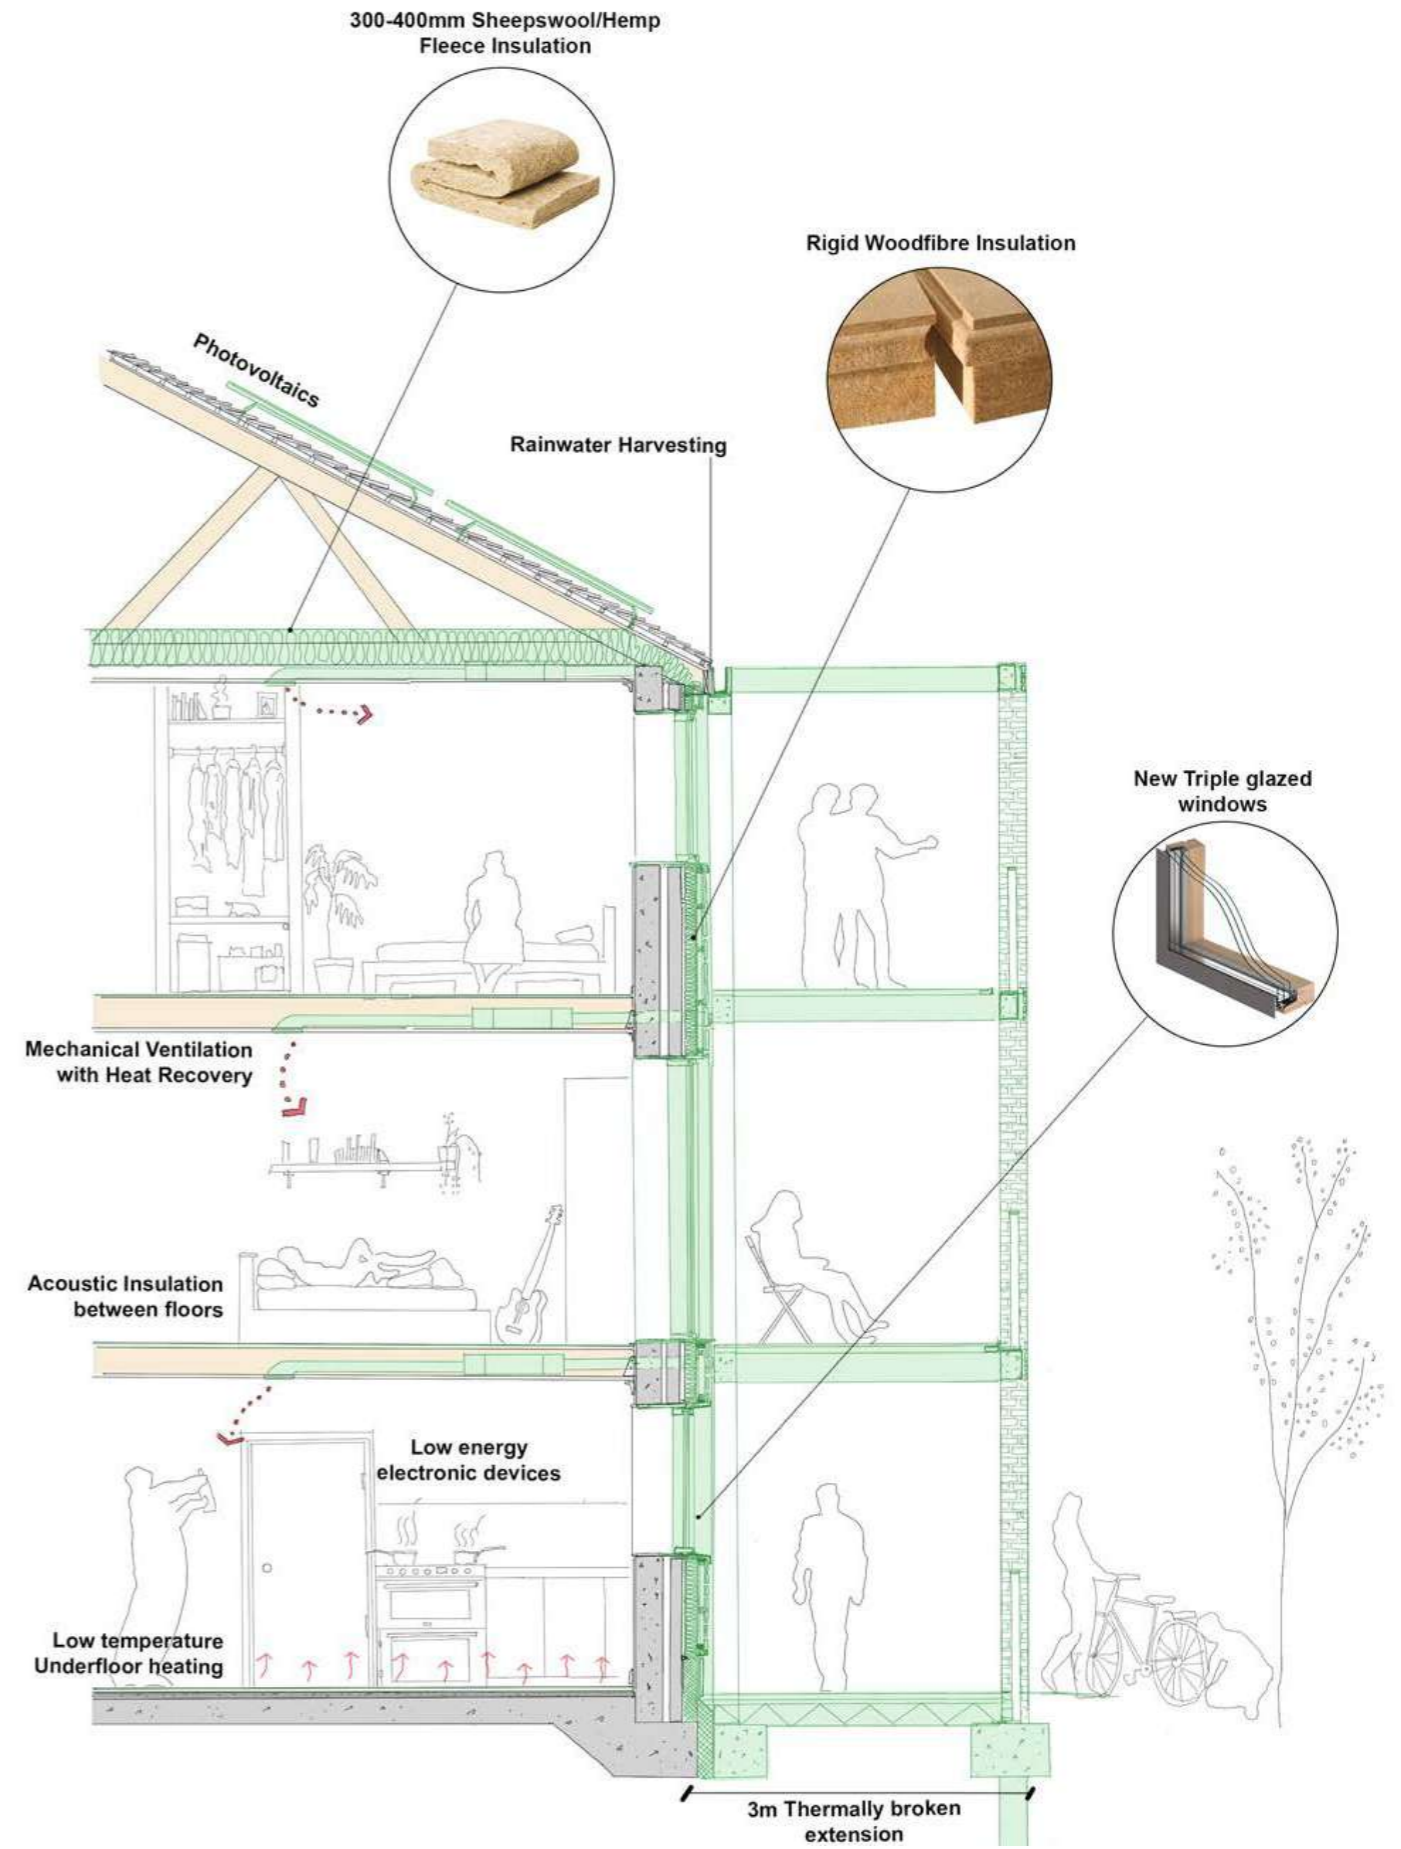 300-400mm Sheepswool/Hemp
Fleece Insulation
Rigid Woodfibre Insulation
Photovoltaics
Rainwater Harvesting
New Triple glazed
windows
Mechanical Ventilation
with Heat Recovery
Acoustic Insulation
between floors
Low energy
electronic devices
Low temperature
Underfloor heating
3m Thermally broken
extension